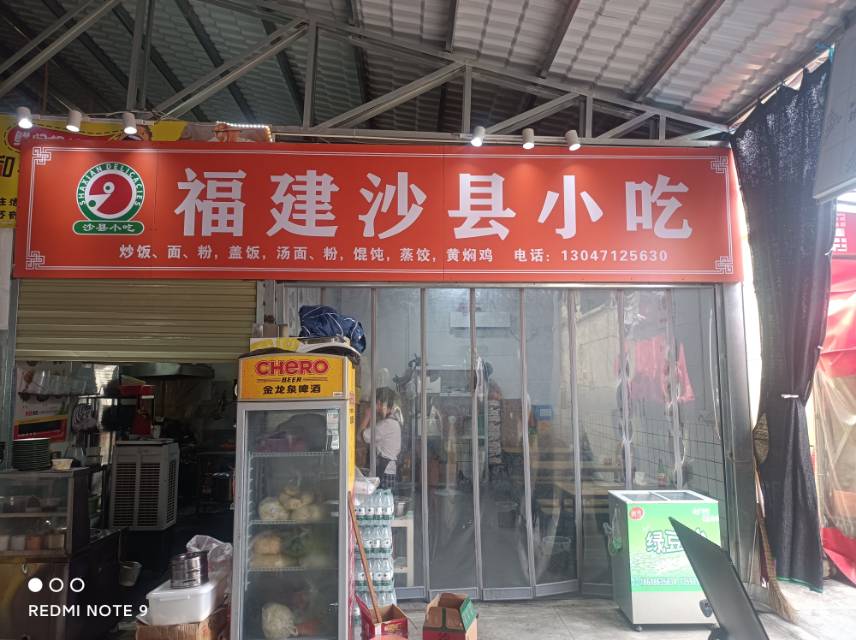 福建沙县小吃
SHAXIAN DELICACIES
沙县小吃
炒饭、面、粉，盖饭，汤面、粉，馄饨，蒸饺，黄焖鸡 电话：13047125630
CHERO
BEER
金龙泉啤酒
绿豆
REDMI NOTE 9